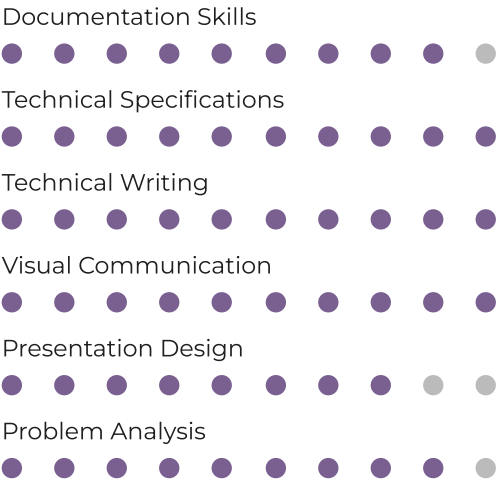 Documentation Skills
Technical Specifications
Technical Writing
Visual Communication
Presentation Design
Problem Analysis